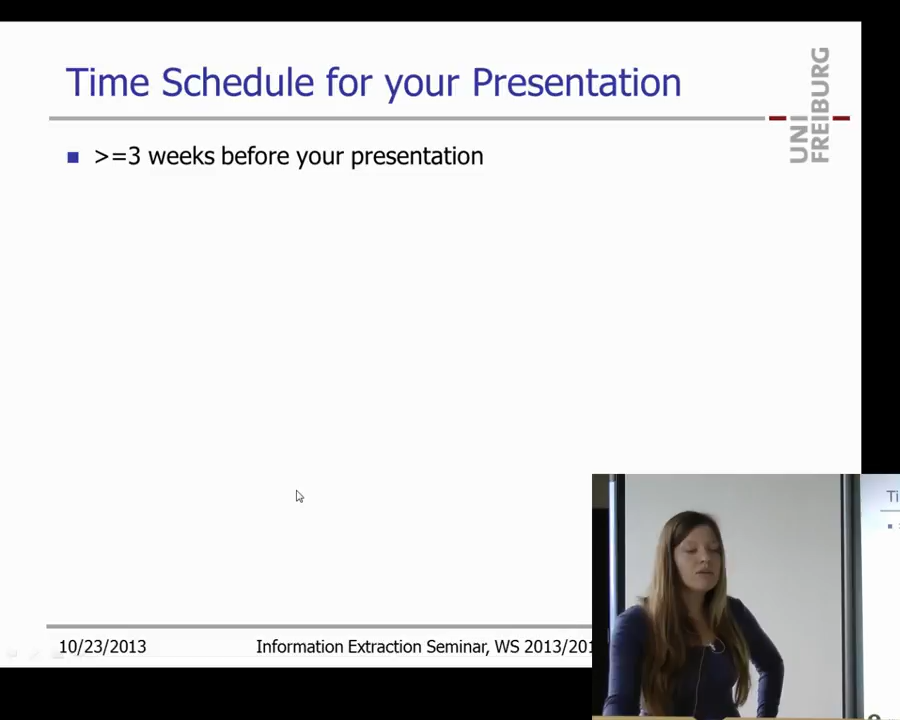 Time Schedule for your Presentation
UNI
FREIBURG
>=3 weeks before your presentation
Ti
10/23/2013
Information Extraction Seminar, WS 2013/201